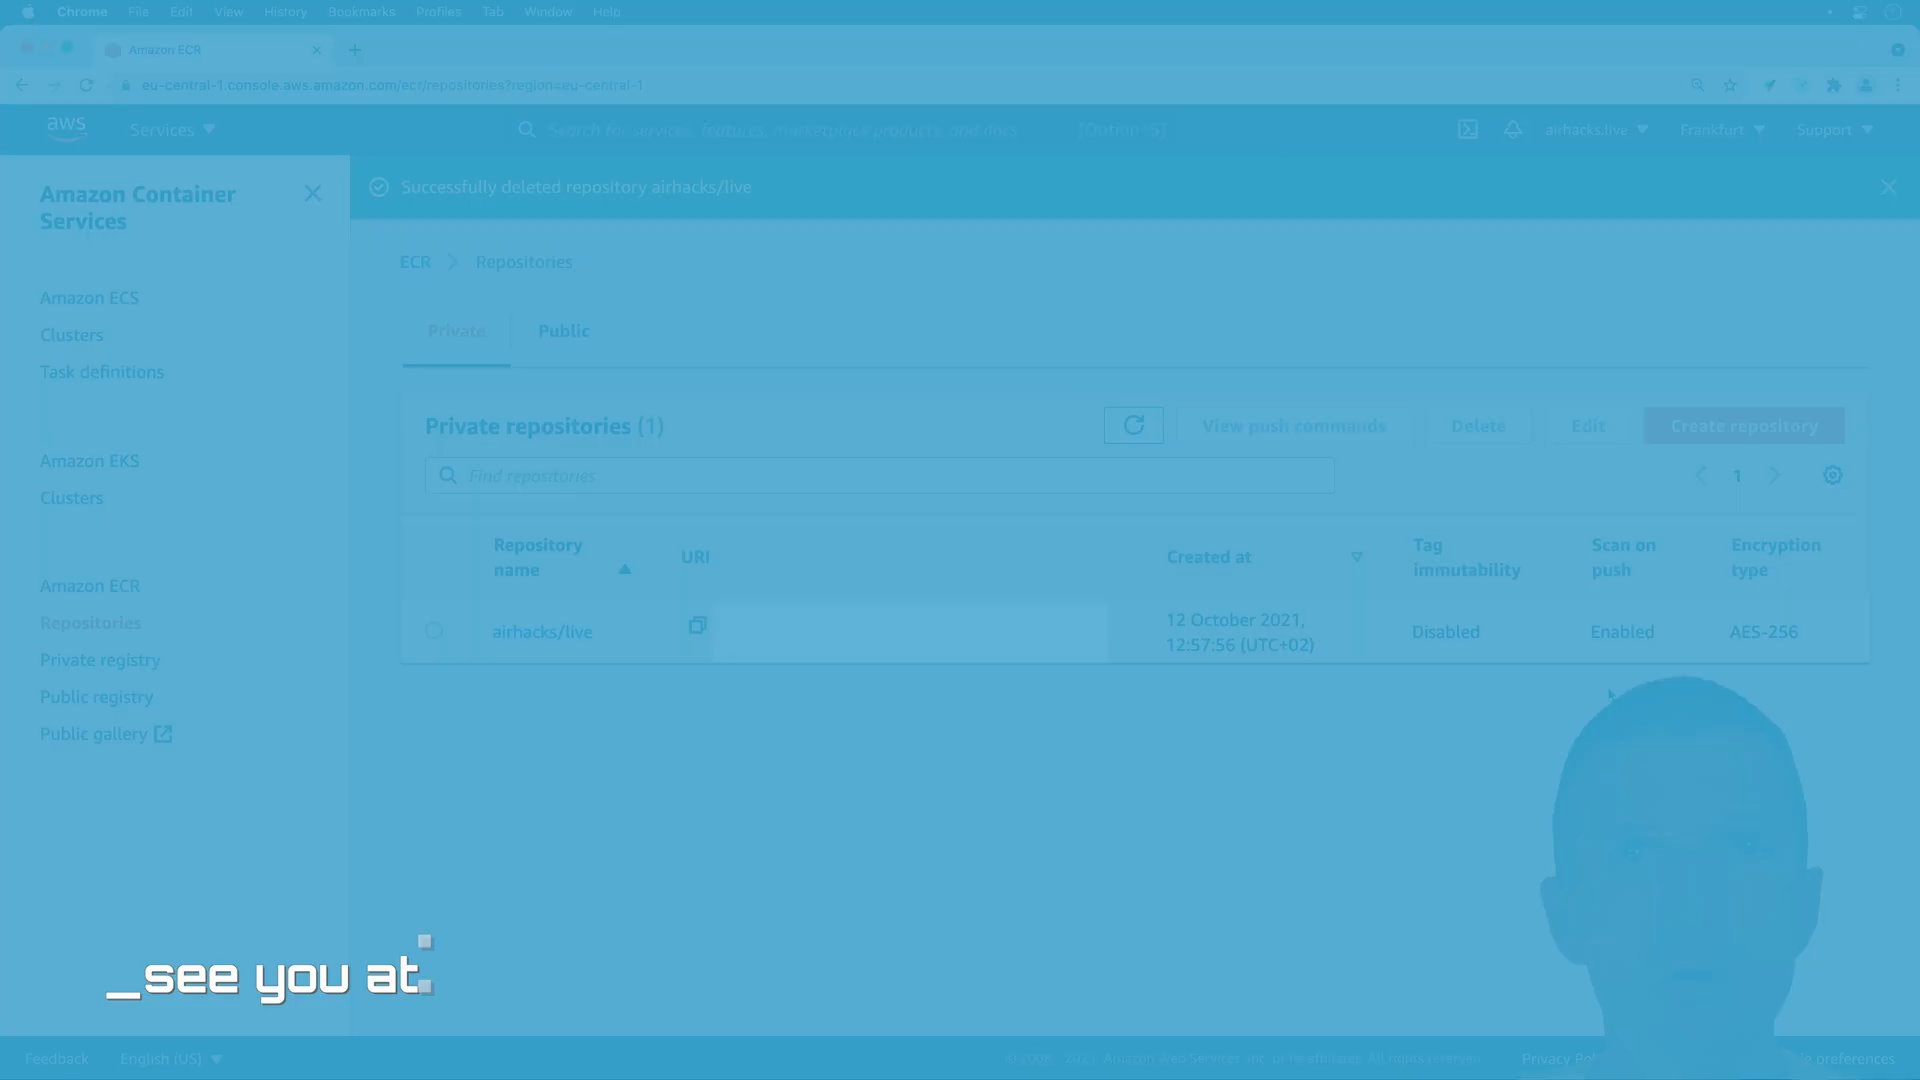 Chrome File Edit View History Bookmarks Profiles Tab Window Help
Amazon ECR
eu-central-1.console.aws.amazon.com/ecr/repositories?region=eu-central-1
aws Services Search for services, features, marketplace products, and docs [Option+S] airhacks.live Frankfurt Support
Amazon Container
Services
Amazon ECS
Clusters
Task definitions
Amazon EKS
Clusters
Amazon ECR
Repositories
Private registry
Public registry
Public gallery
Successfully deleted repository airhacks/live
ECR Repositories
Private Public
Private repositories (1) View push commands Delete Edit Create repository
Find repositories 1
Repository name URI Created at Tag immutability Scan on push Encryption type
airhacks/live 12 October 2021, 12:57:56 (UTC+02) Disabled Enabled AES-256
_see you at
Feedback English (US) Amazon Web Services, Inc. or its affiliates. All rights reserved. Privacy preferences